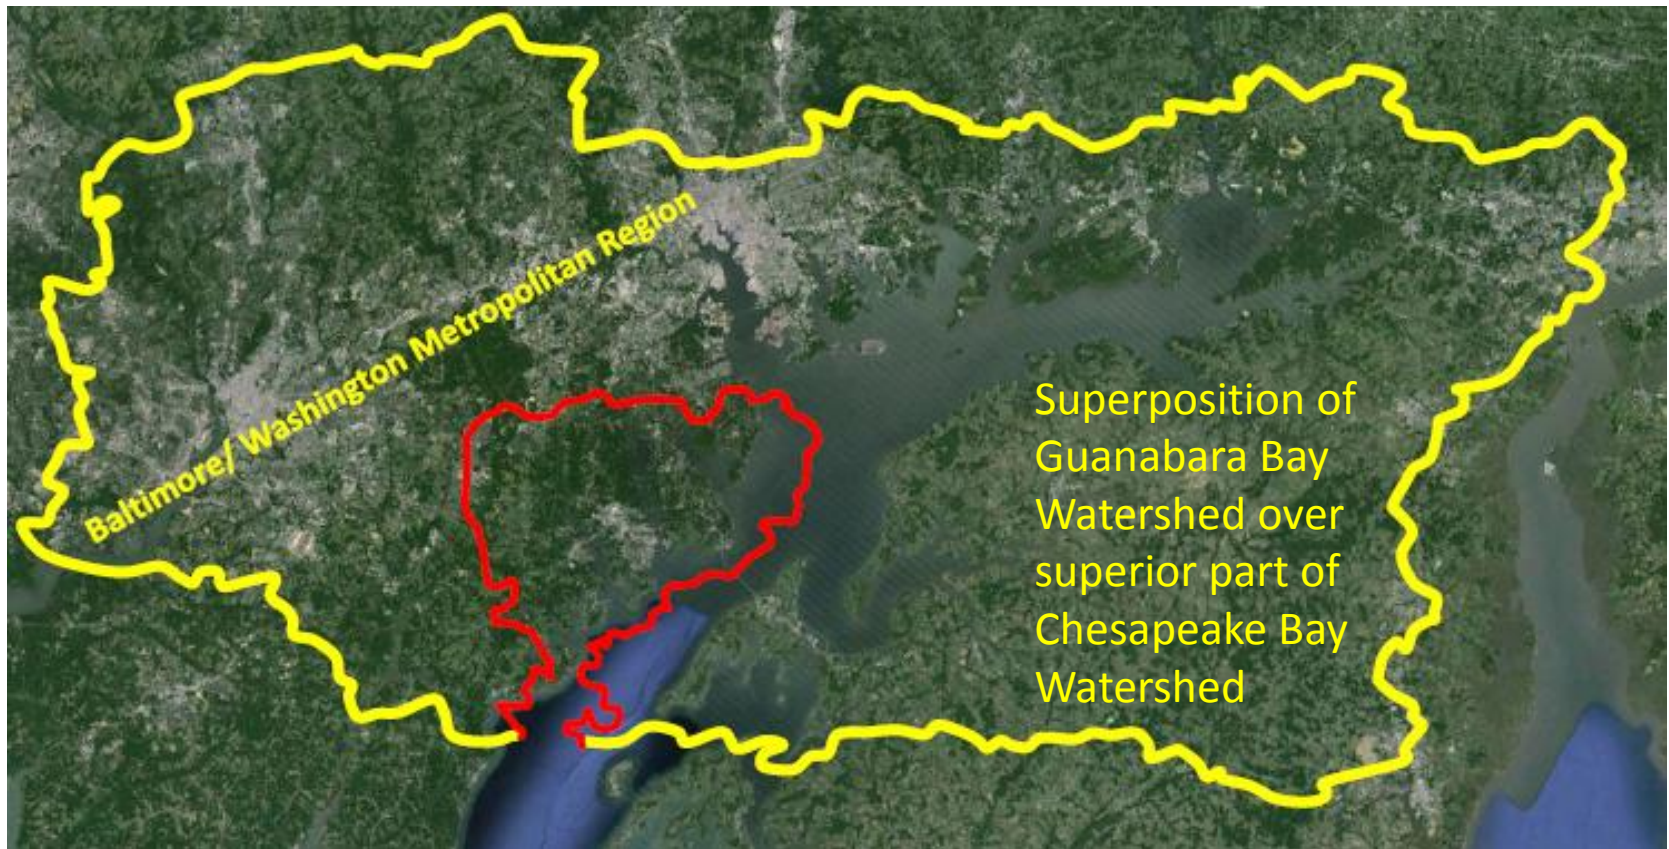 Baltimore/ Washington Metropolitan Region
Superposition of
Guanabara Bay
Watershed over
superior part of
Chesapeake Bay
Watershed